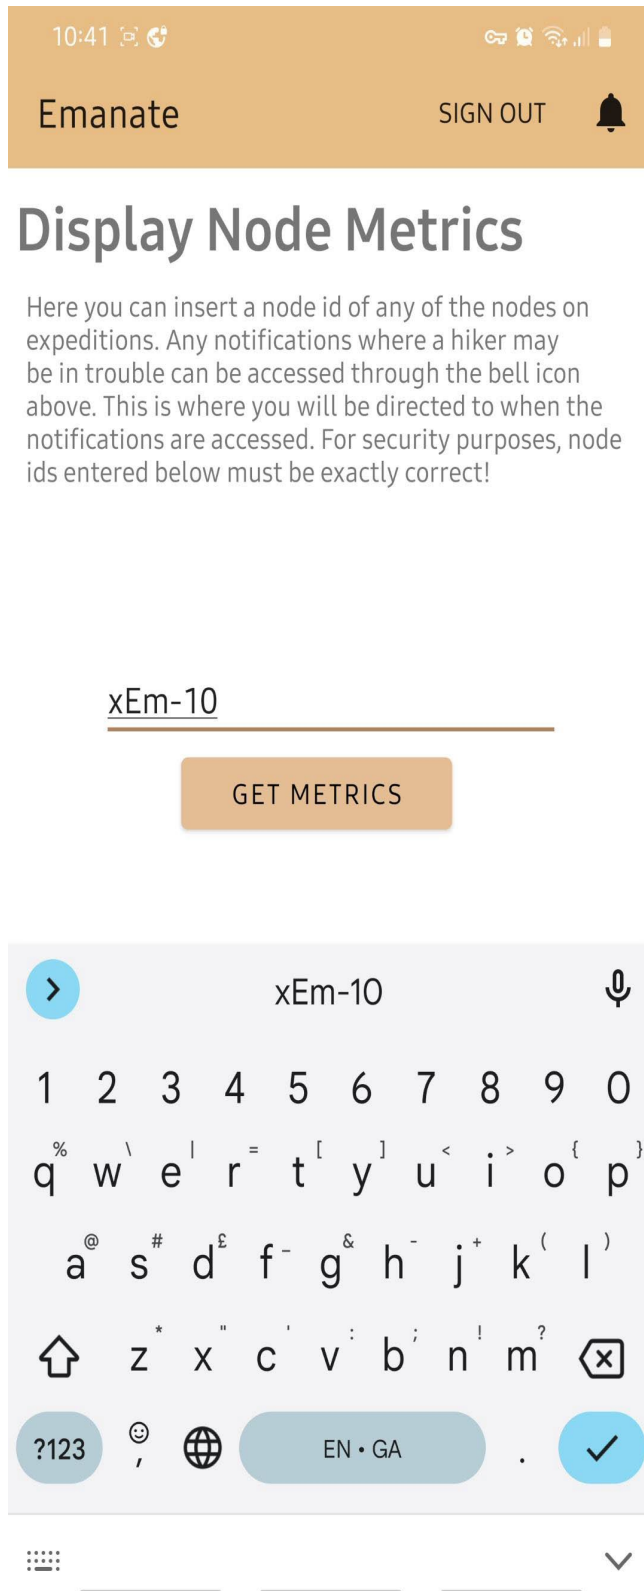 10:41
Emanate SIGN OUT
Display Node Metrics
Here you can insert a node id of any of the nodes on
expeditions. Any notifications where a hiker may
be in trouble can be accessed through the bell icon
above. This is where you will be directed to when the
notifications are accessed. For security purposes, node
ids entered below must be exactly correct!
xEm-10
GET METRICS
xEm-10
1 2 3 4 5 6 7 8 9 0
% \ | = [ ] < > { }
q w e r t y u i o p
@ # £ _ & - + ( )
a s d f g h j k l
* " ' : ; ! ?
z x c v b n m
?123 , EN • GA .